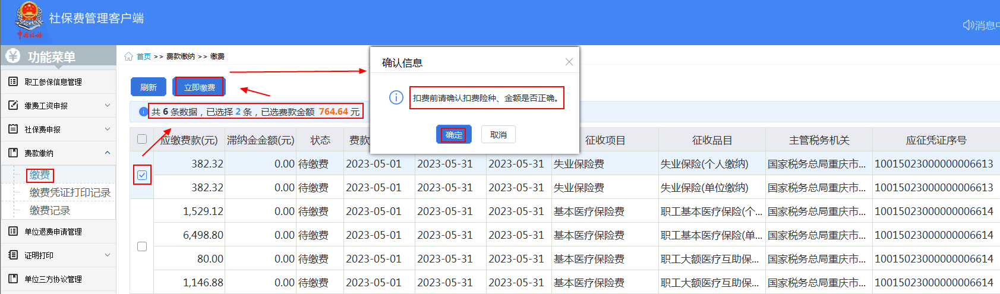 社保费管理客户端
中国税务
消息中
功能菜单
职工参保信息管理
缴费工资申报
社保费申报
费款缴纳
缴费
缴费凭证打印记录
缴费记录
单位退费申请管理
证明打印
单位三方协议管理
首页 >> 费款缴纳 >> 缴费
刷新 立即缴费
共 6 条数据，已选择 2 条，已选费款金额 764.64 元
确认信息
扣费前请确认扣费险种、金额是否正确。
确定 取消
应缴费款(元) 滞纳金金额(元) 状态 费款 征收项目 征收品目 主管税务机关 应征凭证序号
382.32 0.00 待缴费 2023-05-01 2023-05-31 2023-05-31 失业保险费 失业保险(个人缴纳) 国家税务总局重庆市... 10015023000000006613
382.32 0.00 待缴费 2023-05-01 2023-05-31 2023-05-31 失业保险费 失业保险(单位缴纳) 国家税务总局重庆市... 10015023000000006613
1,529.12 0.00 待缴费 2023-05-01 2023-05-31 2023-05-31 基本医疗保险费 职工基本医疗保险(个... 国家税务总局重庆市... 10015023000000006614
6,498.80 0.00 待缴费 2023-05-01 2023-05-31 2023-05-31 基本医疗保险费 职工基本医疗保险(单... 国家税务总局重庆市... 10015023000000006614
80.00 0.00 待缴费 2023-05-01 2023-05-31 2023-05-31 基本医疗保险费 职工大额医疗互助保... 国家税务总局重庆市... 10015023000000006614
1,146.88 0.00 待缴费 2023-05-01 2023-05-31 2023-05-31 基本医疗保险费 职工大额医疗互助保... 国家税务总局重庆市... 10015023000000006614